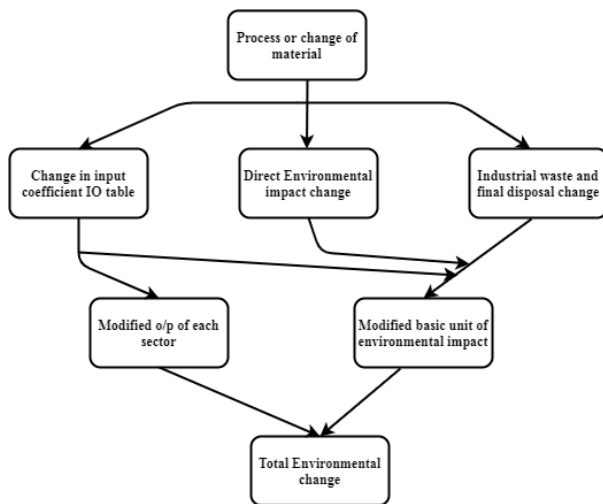 Process or change of
material
Change in input
coefficient IO table
Direct Environmental
impact change
Industrial waste and
final disposal change
Modified o/p of each
sector
Modified basic unit of
environmental impact
Total Environmental
change